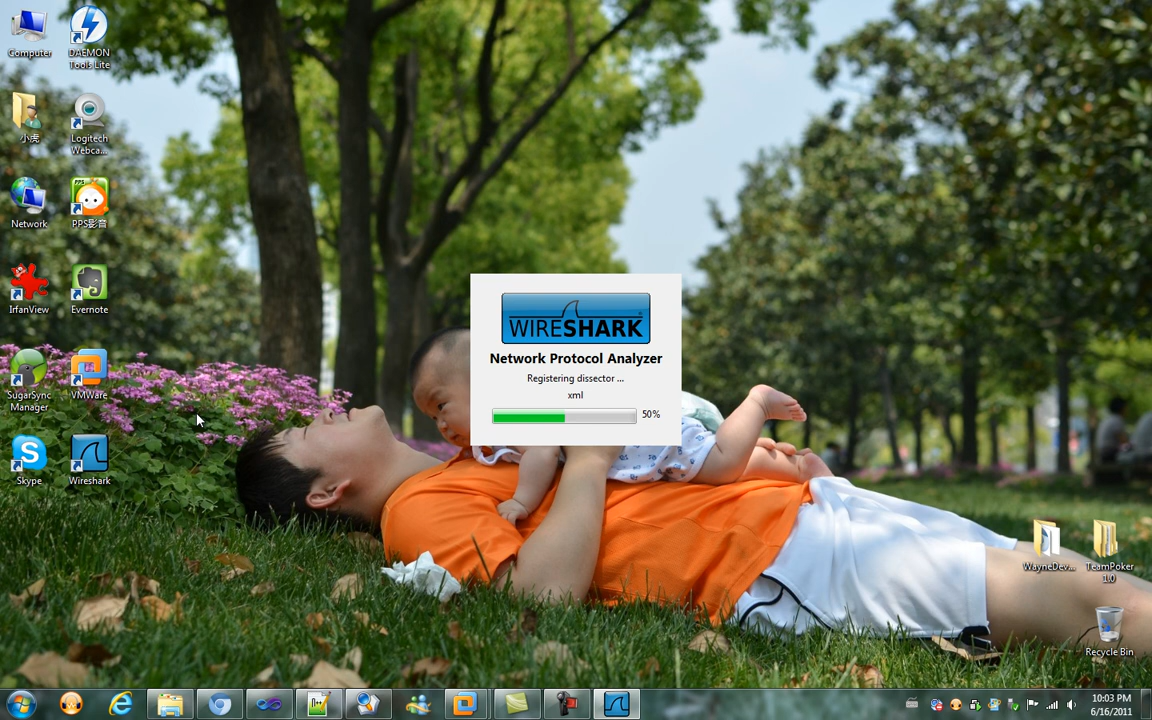 Computer
DAEMON
Tools Lite
小虎
Logitech
Webca...
Network
PPS
PPS影音
IrfanView
Evernote
SugarSync
Manager
VMWare
Skype
Wireshark
WIRESHARK
Network Protocol Analyzer
Registering dissector ...
xml
50%
WayneDev...
TeamPoker
1.0
Recycle Bin
10:03 PM
6/16/2011